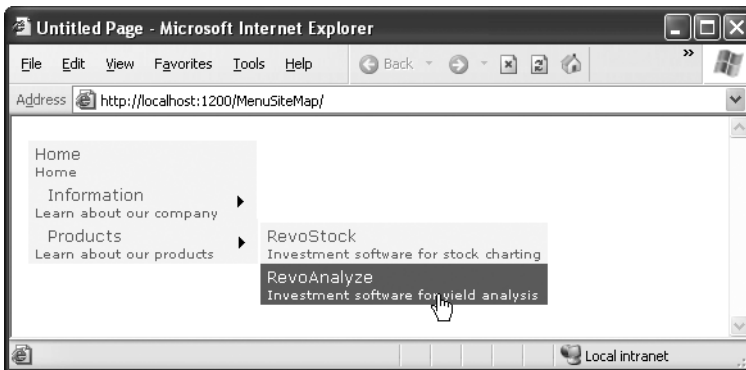 Untitled Page - Microsoft Internet Explorer
File Edit View Favorites Tools Help Back »
Address http://localhost:1200/MenuSiteMap/
Home
Home
Information
Learn about our company
Products
Learn about our products
RevoStock
Investment software for stock charting
RevoAnalyze
Investment software for yield analysis
Local intranet